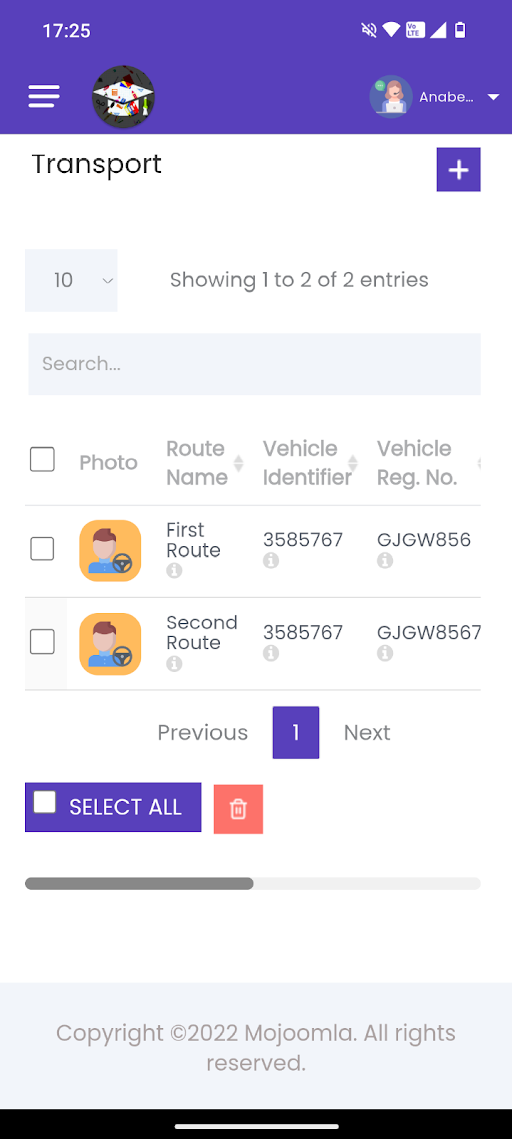 17:25
Vo
LTE
Anabe...
Transport
+
10
Showing 1 to 2 of 2 entries
Search...
Photo
Route
Name
Vehicle
Identifier
Vehicle
Reg. No.
First
Route
3585767
GJGW856
Second
Route
3585767
GJGW8567
Previous
1
Next
SELECT ALL
Copyright ©2022 Mojoomla. All rights
reserved.